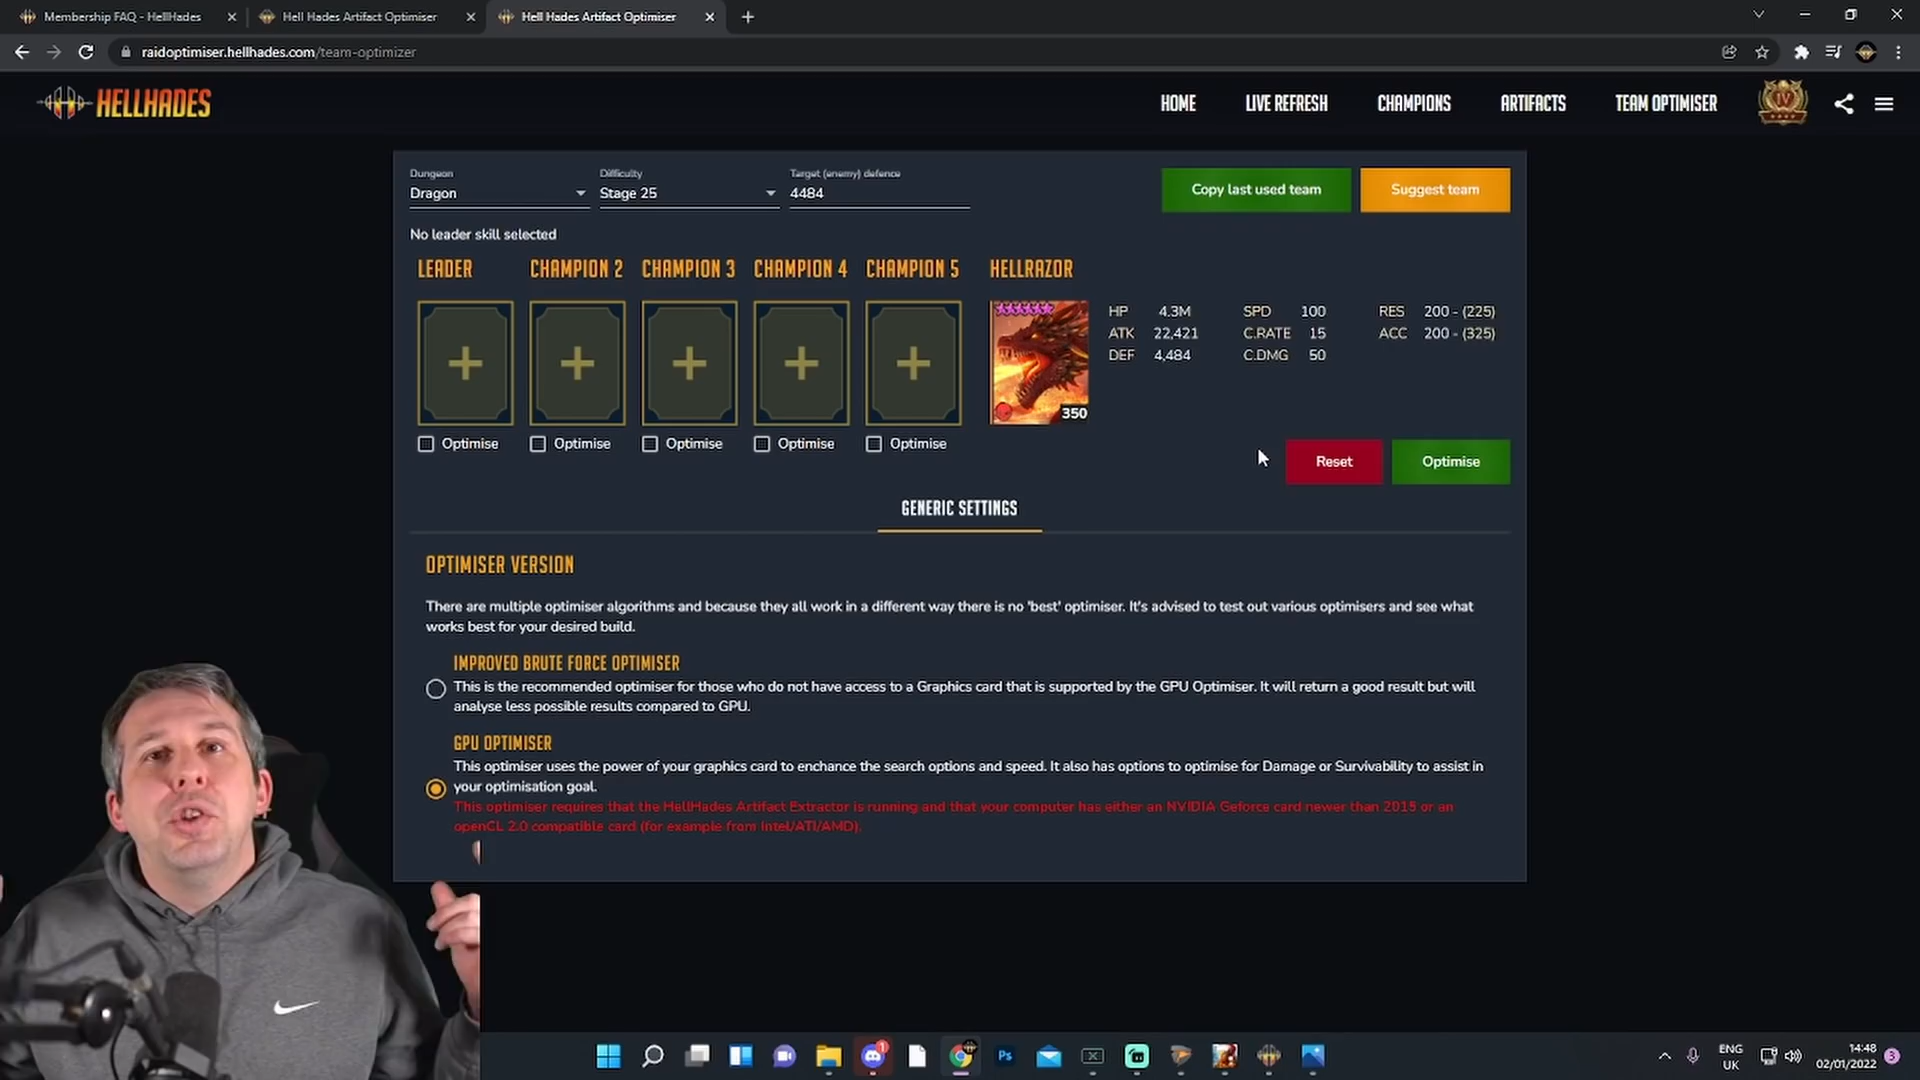 Membership FAQ - HellHades
Hell Hades Artifact Optimiser
Hell Hades Artifact Optimiser
raidoptimiser.hellhades.com/team-optimizer
HELLHADES
HOME
LIVE REFRESH
CHAMPIONS
ARTIFACTS
TEAM OPTIMISER
IV
Dungeon
Dragon
Difficulty
Stage 25
Target (enemy) defence
4484
Copy last used team
Suggest team
No leader skill selected
LEADER
CHAMPION 2
CHAMPION 3
CHAMPION 4
CHAMPION 5
HELLRAZOR
HP 4.3M SPD 100 RES 200 - (225)
ATK 22,421 C.RATE 15 ACC 200 - (325)
DEF 4,484 C.DMG 50
350
Optimise
Optimise
Optimise
Optimise
Optimise
Reset
Optimise
GENERIC SETTINGS
OPTIMISER VERSION
There are multiple optimiser algorithms and because they all work in a different way there is no 'best' optimiser. It's advised to test out various optimisers and see what
works best for your desired build.
IMPROVED BRUTE FORCE OPTIMISER
This is the recommended optimiser for those who do not have access to a Graphics card that is supported by the GPU Optimiser. It will return a good result but will
analyse less possible results compared to GPU.
GPU OPTIMISER
This optimiser uses the power of your graphics card to enchance the search options and speed. It also has options to optimise for Damage or Survivability to assist in
your optimisation goal.
This optimiser requires that the HellHades Artifact Extractor is running and that your computer has either an NVIDIA Geforce card newer than 2015 or an
openCL 2.0 compatible card (for example from Intel/ATI/AMD).
1
Ps
ENG
UK
14:48
02/01/2022
3